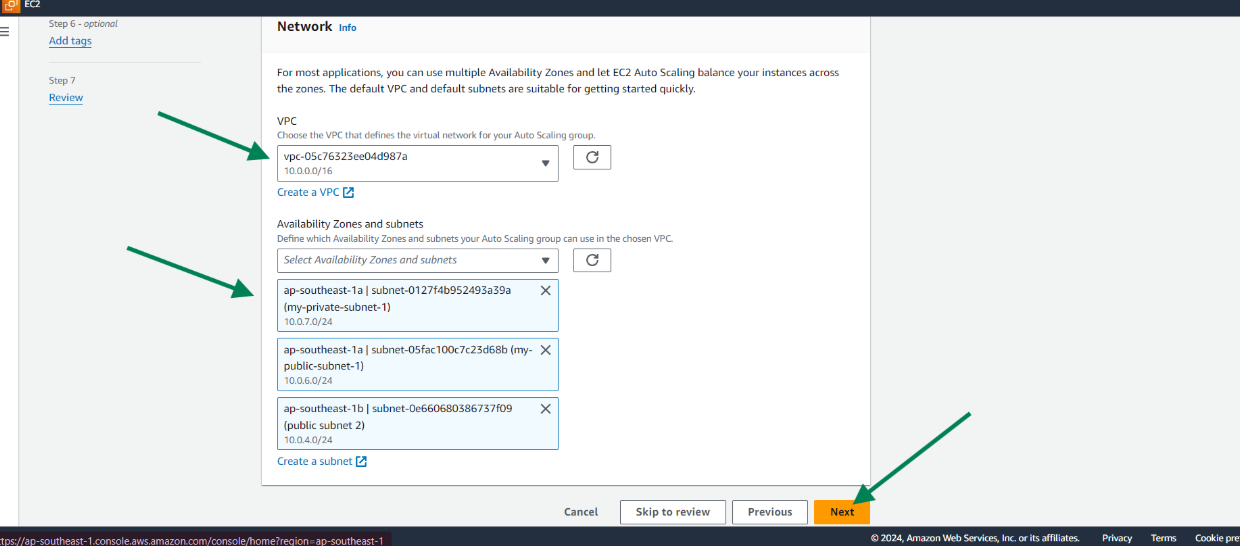 EC2
Step 6 - optional
Add tags
Step 7
Review
Network Info
For most applications, you can use multiple Availability Zones and let EC2 Auto Scaling balance your instances across
the zones. The default VPC and default subnets are suitable for getting started quickly.
VPC
Choose the VPC that defines the virtual network for your Auto Scaling group.
vpc-05c76323ee04d987a
10.0.0.0/16
Create a VPC
Availability Zones and subnets
Define which Availability Zones and subnets your Auto Scaling group can use in the chosen VPC.
Select Availability Zones and subnets
ap-southeast-1a | subnet-0127f4b952493a39a
(my-private-subnet-1)
10.0.7.0/24
ap-southeast-1a | subnet-05fac100c7c23d68b (my-
public-subnet-1)
10.0.6.0/24
ap-southeast-1b | subnet-0e660680386737f09
(public subnet 2)
10.0.4.0/24
Create a subnet
Cancel
Skip to review
Previous
Next
ttps://ap-southeast-1.console.aws.amazon.com/console/home?region=ap-southeast-1
© 2024, Amazon Web Services, Inc. or its affiliates.
Privacy
Terms
Cookie pre